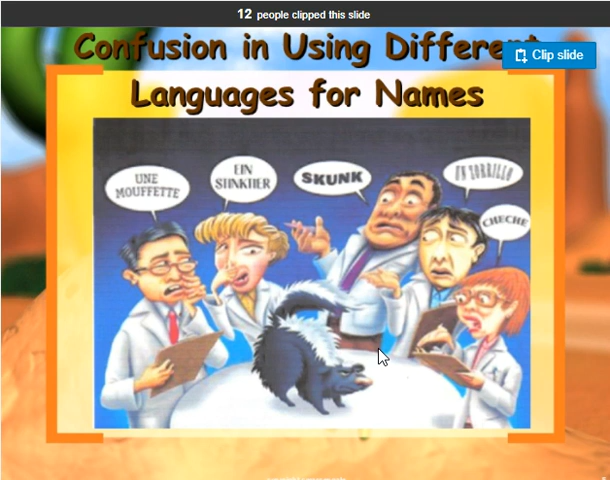 12 people clipped this slide
Confusion in Using Different
Clip slide
Languages for Names
UNE
MOUFFETTE
EIN
STINKTIER
SKUNK
UN ZORRILLO
CHECHE